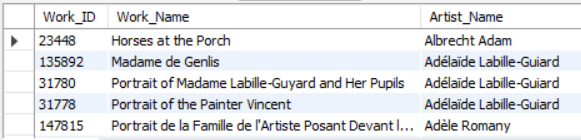 Work_ID Work_Name Artist_Name
23448 Horses at the Porch Albrecht Adam
135892 Madame de Genlis Adélaïde Labille-Guiard
31780 Portrait of Madame Labille-Guyard and Her Pupils Adélaïde Labille-Guiard
31778 Portrait of the Painter Vincent Adélaïde Labille-Guiard
147815 Portrait de la Famille de l'Artiste Posant Devant l... Adèle Romany